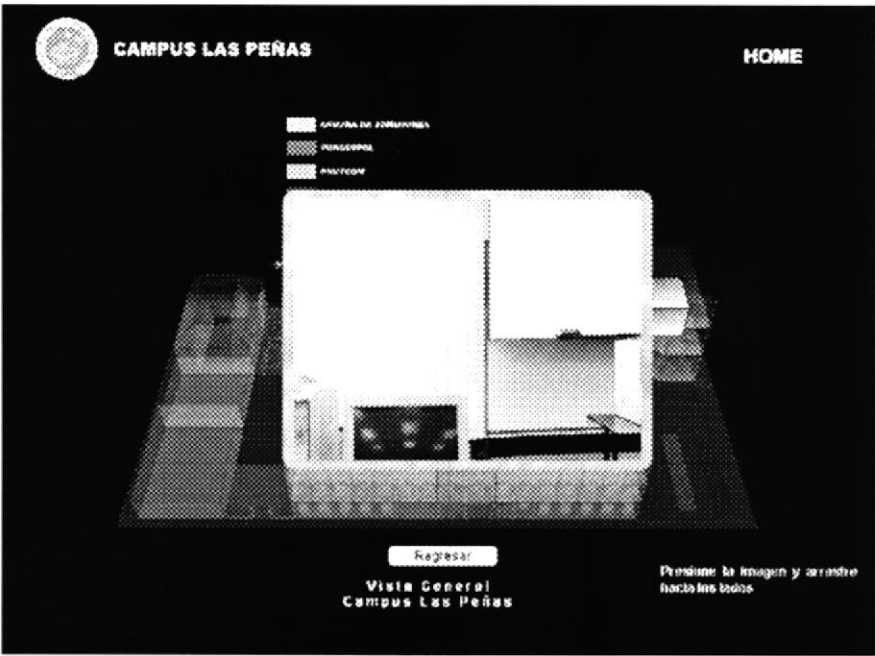 CAMPUS LAS PEÑAS
HOME
Regresar
Vista General
Campus Las Peñas
Presione la imagen y arrastre
hacia los lados